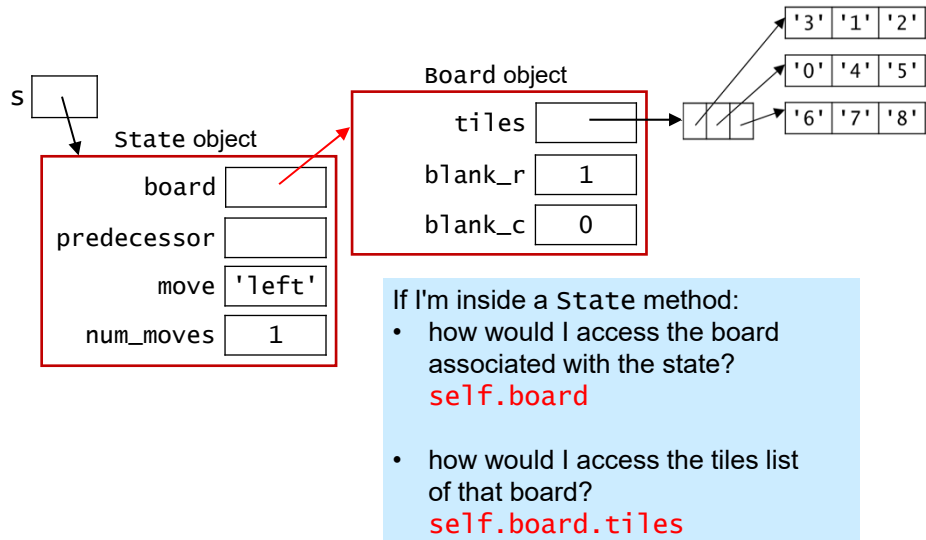 '3' '1' '2'
'0' '4' '5'
'6' '7' '8'
s
State object
board
predecessor
move 'left'
num_moves 1
Board object
tiles
blank_r 1
blank_c 0
If I'm inside a State method:
• how would I access the board
associated with the state?
self.board
• how would I access the tiles list
of that board?
self.board.tiles